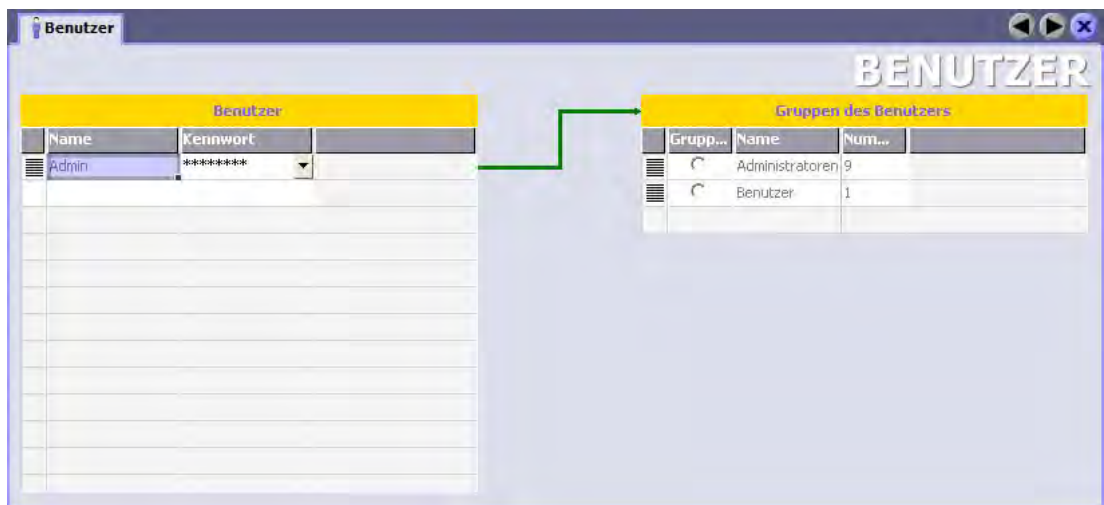 Benutzer
BENUTZER
Benutzer
Name Kennwort
Admin ********
Gruppen des Benutzers
Grupp... Name Num...
Administratoren 9
Benutzer 1